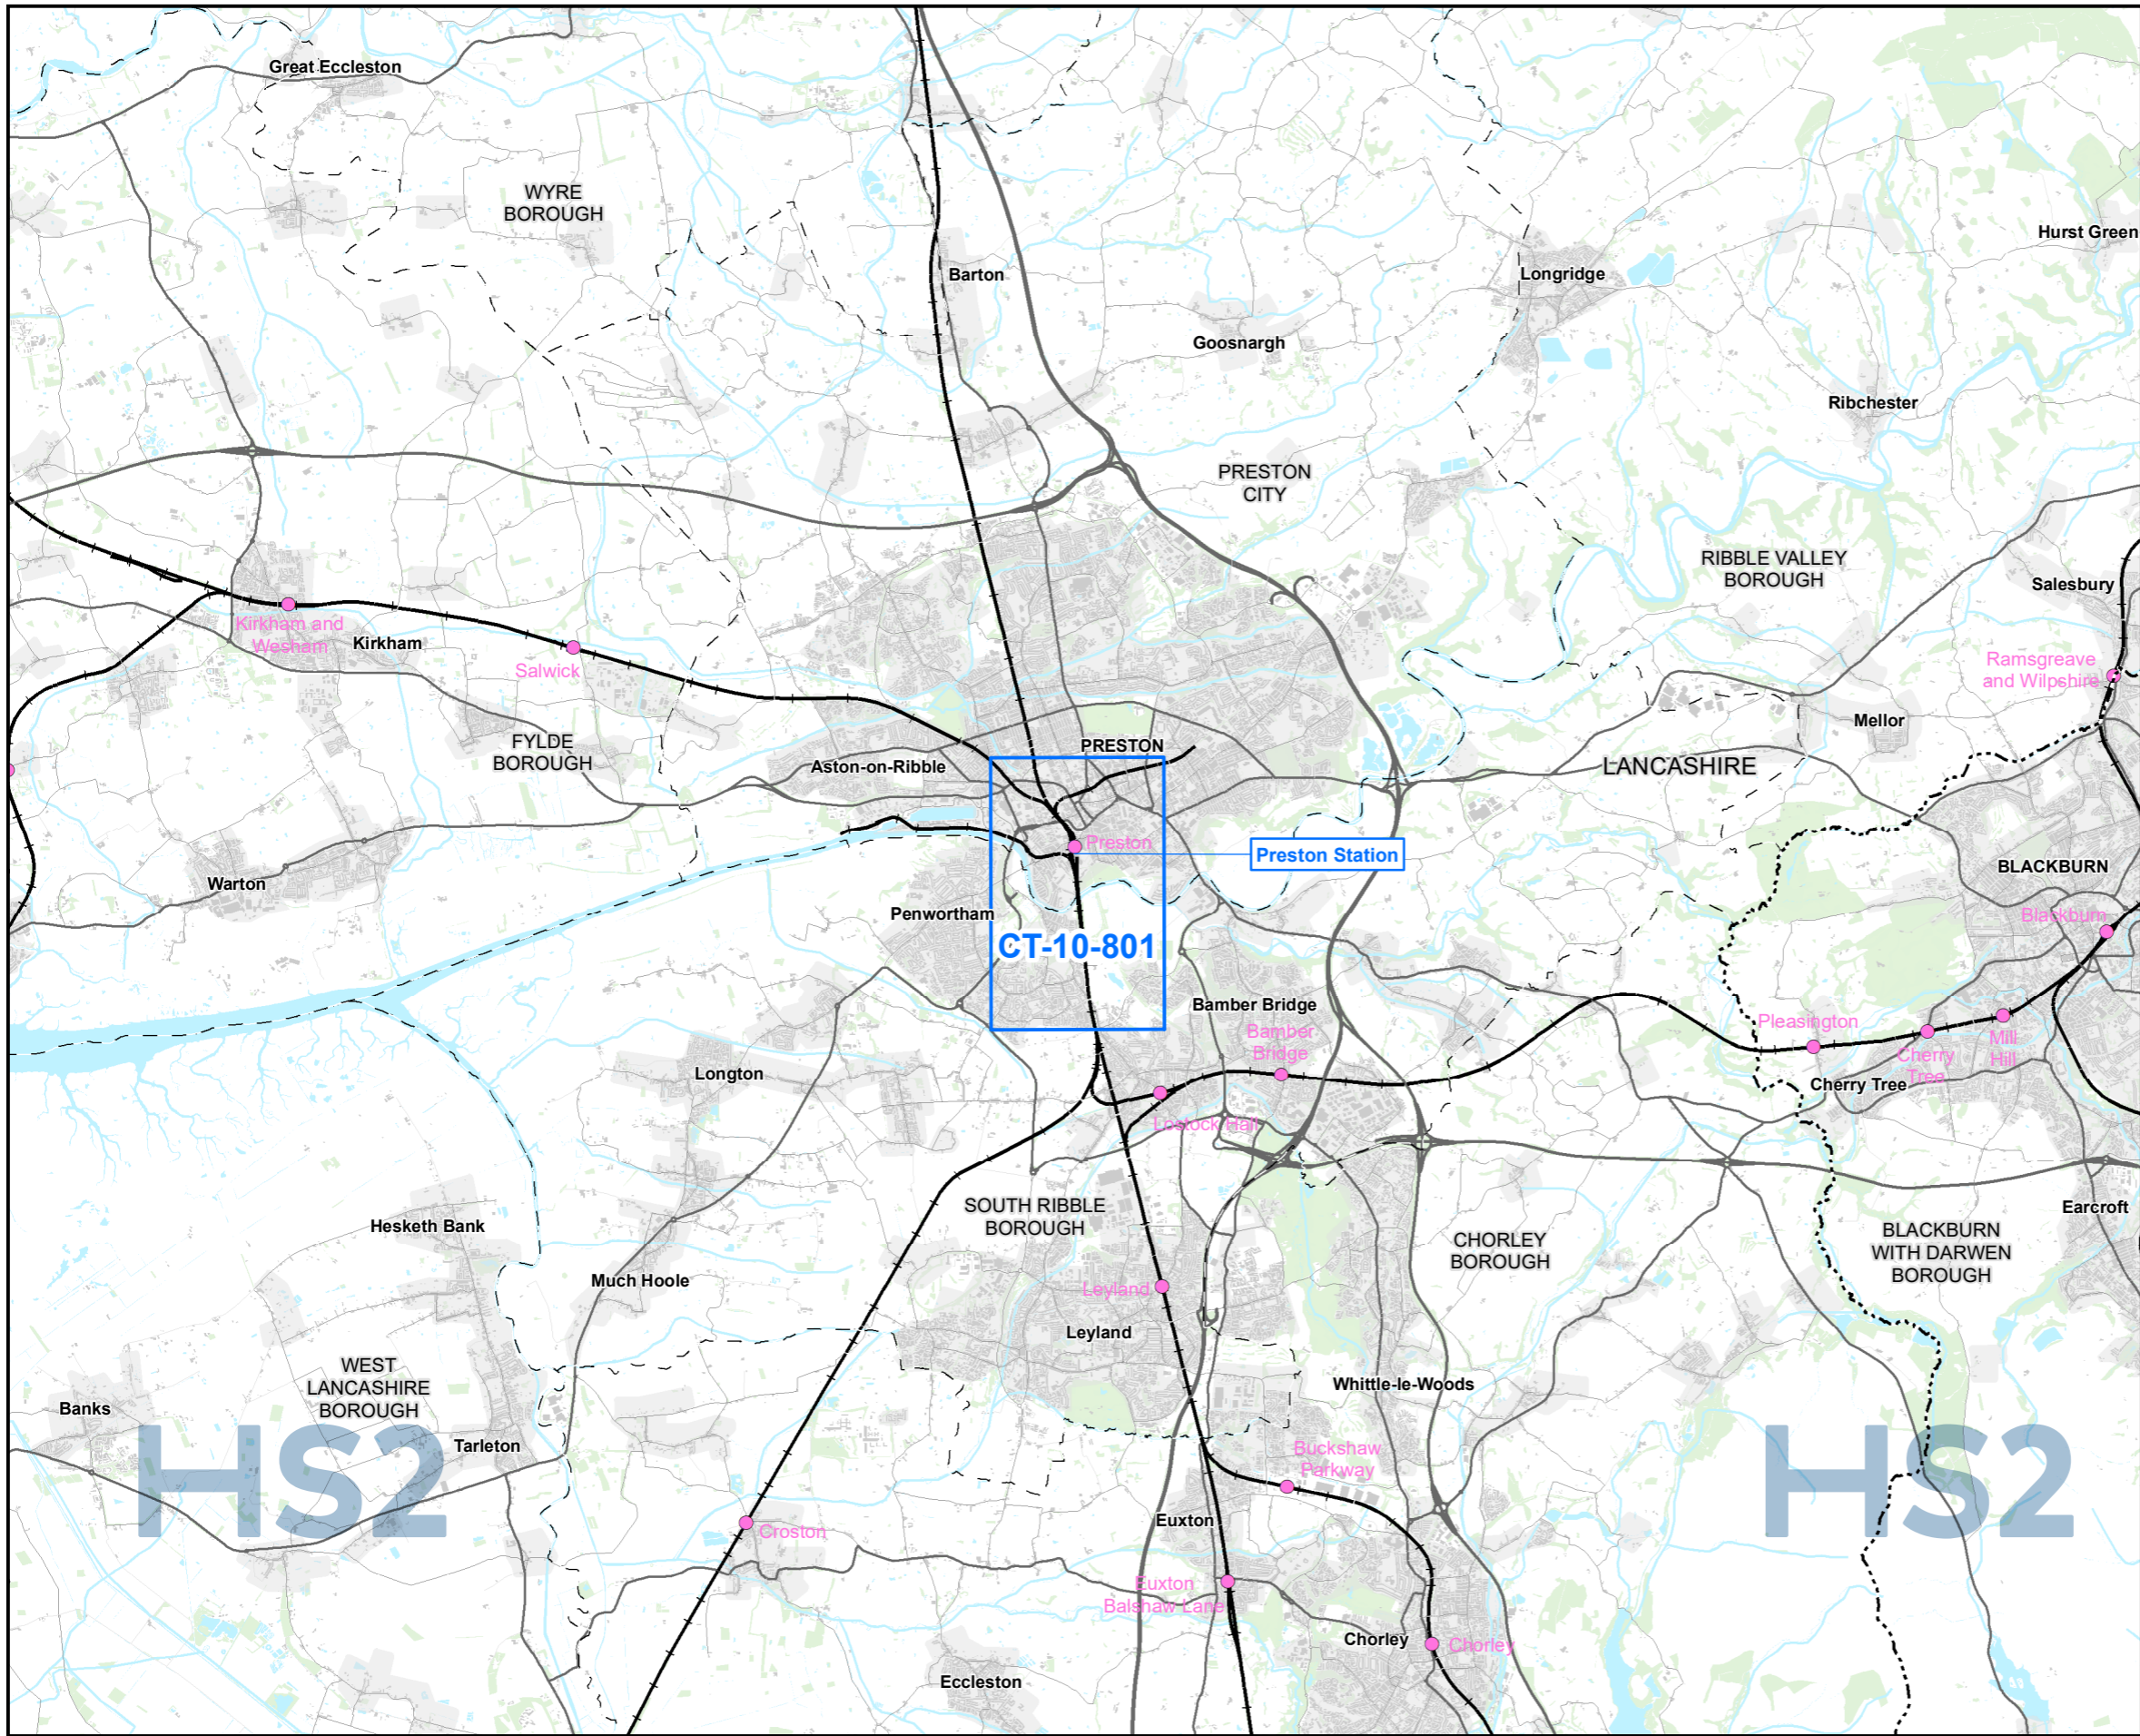 Great Eccleston
WYRE
BOROUGH
Barton
Longridge
Hurst Green
Goosnargh
Ribchester
PRESTON
CITY
RIBBLE VALLEY
BOROUGH
Salesbury
Kirkham and
Wesham
Kirkham
Salwick
Ramsgreave
and Wilpshire
Mellor
FYLDE
BOROUGH
Aston-on-Ribble
PRESTON
LANCASHIRE
Preston
Preston Station
BLACKBURN
Warton
Penwortham
CT-10-801
Blackburn
Bamber Bridge
Bamber
Bridge
Pleasington
Cherry
Tree
Mill
Hill
Cherry Tree
Longton
Lostock Hall
SOUTH RIBBLE
BOROUGH
Hesketh Bank
Much Hoole
CHORLEY
BOROUGH
BLACKBURN
WITH DARWEN
BOROUGH
Earcroft
Leyland
Leyland
WEST
LANCASHIRE
BOROUGH
Banks
Whittle-le-Woods
Tarleton
HS2
HS2
Buckshaw
Parkway
Croston
Euxton
Euxton
Balshaw Lane
Chorley
Chorley
Eccleston